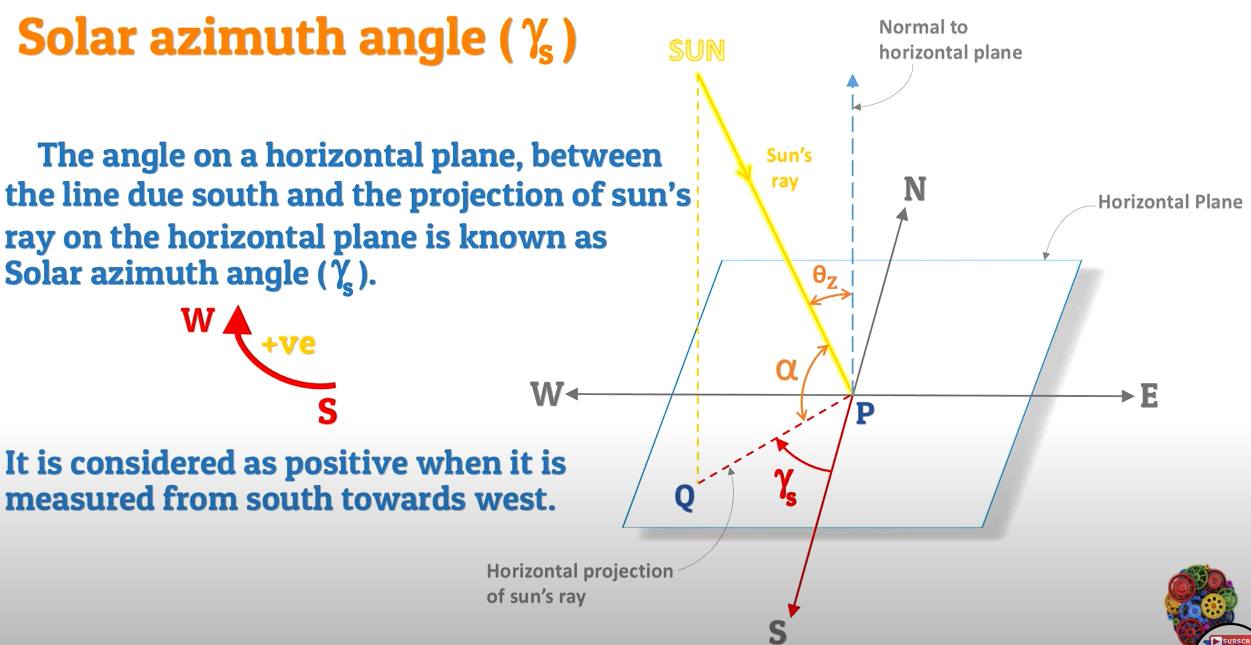 Solar azimuth angle (γs)
The angle on a horizontal plane, between
the line due south and the projection of sun's
ray on the horizontal plane is known as
Solar azimuth angle (γs).
W
+ve
S
It is considered as positive when it is
measured from south towards west.
SUN
Normal to
horizontal plane
Sun's
ray
N
Horizontal Plane
θz
α
W
E
P
Q
γs
Horizontal projection
of sun's ray
S